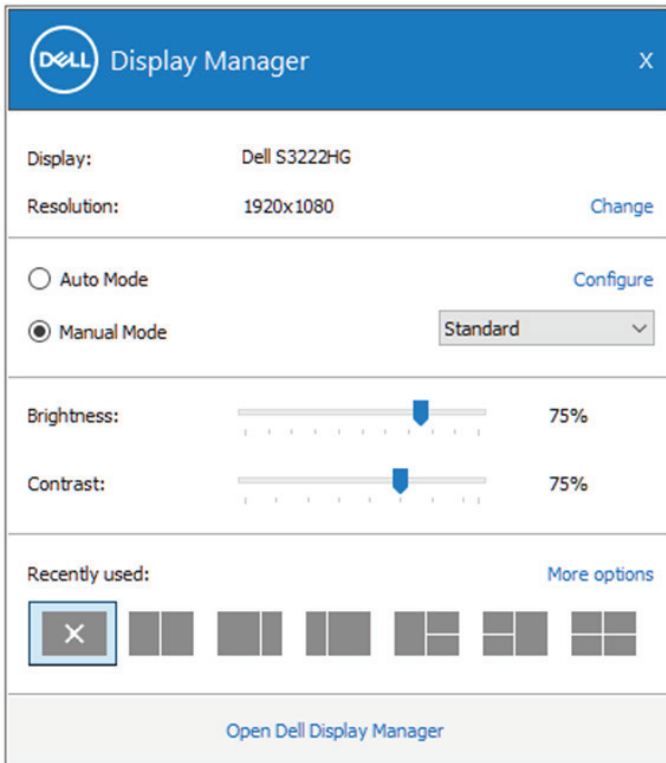 DELL Display Manager X
Display: Dell S3222HG
Resolution: 1920x1080 Change
Auto Mode Configure
Manual Mode Standard
Brightness: 75%
Contrast: 75%
Recently used: More options
Open Dell Display Manager